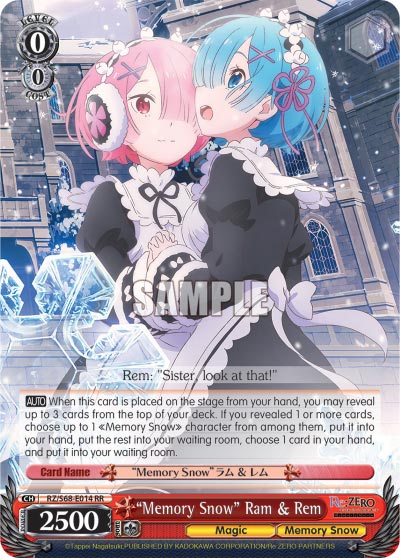 LEVEL
0
0
COST
SAMPLE
Rem: "Sister, look at that!"
AUTO When this card is placed on the stage from your hand, you may reveal
up to 3 cards from the top of your deck. If you revealed 1 or more cards,
choose up to 1 «Memory Snow» character from among them, put it into
your hand, put the rest into your waiting room, choose 1 card in your hand,
and put it into your waiting room.
Card Name "Memory Snow" ラム & レム
CH RZ/S68-E014 RR
"Memory Snow" Ram & Rem
Re:ZERO
POWER 2500 SOUL
Magic Memory Snow
©Tappei Nagatsuki,PUBLISHED BY KADOKAWA CORPORATION/Re:ZERO PARTNERS